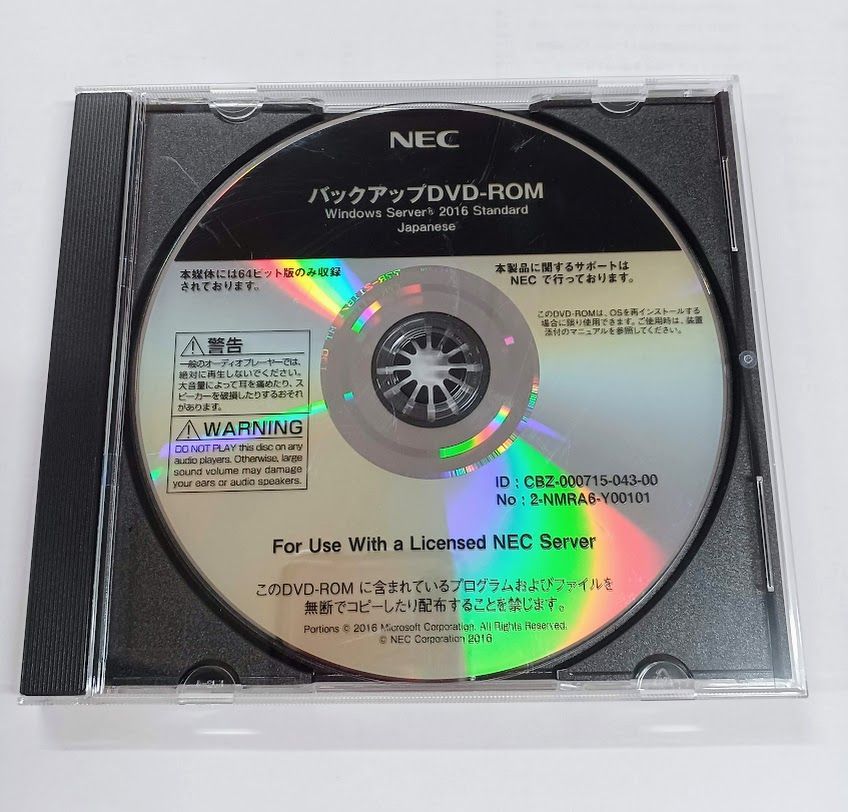 NEC
バックアップDVD-ROM
Windows Server® 2016 Standard
Japanese
本媒体には64ビット版のみ収録
されております。
本製品に関するサポートは
NEC で行っております。
このDVD-ROMは、OSを再インストールする
場合に限り使用できます。ご使用時は、装置
添付のマニュアルを参照してください。
警告
一般のオーディオプレーヤーでは、
絶対に再生しないでください。
大音量によって耳を痛めたり、ス
ピーカーを破損したりするおそれ
があります。
WARNING
DO NOT PLAY this disc on any
audio players. Otherwise, large
sound volume may damage
your ears or audio speakers.
ID : CBZ-000715-043-00
No : 2-NMRA6-Y00101
For Use With a Licensed NEC Server
このDVD-ROM に含まれているプログラムおよびファイルを
無断でコピーしたり配布することを禁じます。
Portions © 2016 Microsoft Corporation. All Rights Reserved.
© NEC Corporation 2016